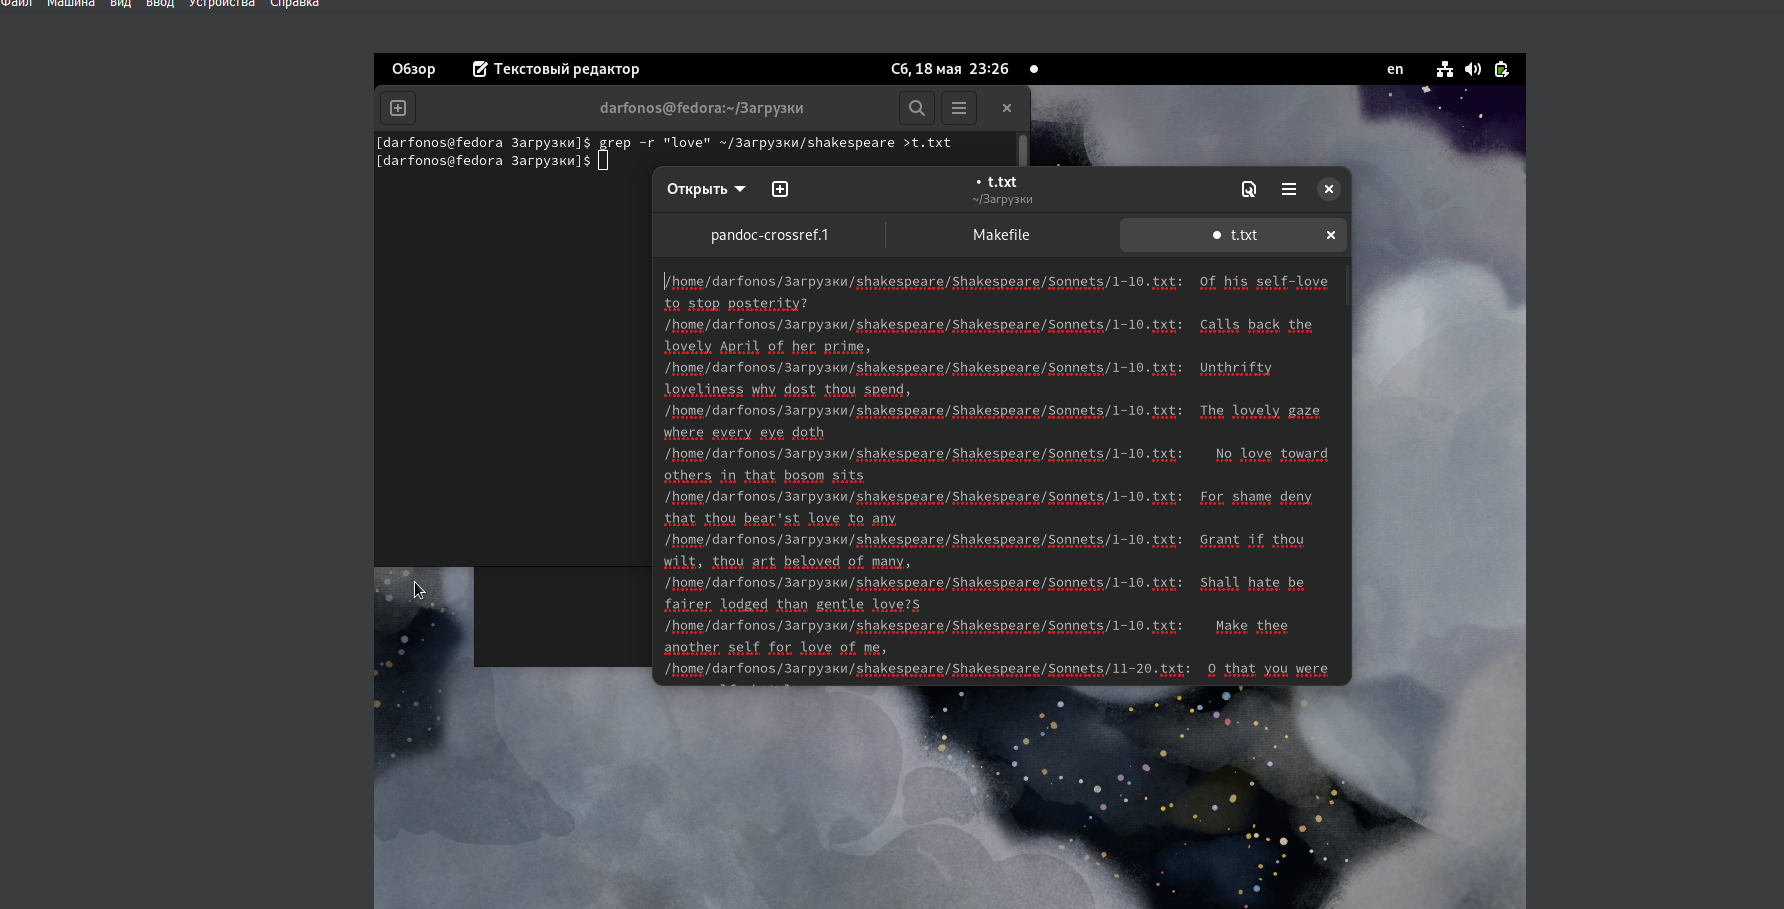 Файл Машина Вид Ввод Устройства Справка
Обзор Текстовый редактор Сб, 18 мая 23:26 en
darfonos@fedora:~/Загрузки
[darfonos@fedora Загрузки]$ grep -r "love" ~/Загрузки/shakespeare >t.txt
[darfonos@fedora Загрузки]$
Открыть • t.txt
~/Загрузки
pandoc-crossref.1 Makefile t.txt
/home/darfonos/Загрузки/shakespeare/Shakespeare/Sonnets/1-10.txt:  Of his self-love
to stop posterity?
/home/darfonos/Загрузки/shakespeare/Shakespeare/Sonnets/1-10.txt:  Calls back the
lovely April of her prime,
/home/darfonos/Загрузки/shakespeare/Shakespeare/Sonnets/1-10.txt:  Unthrifty
loveliness why dost thou spend,
/home/darfonos/Загрузки/shakespeare/Shakespeare/Sonnets/1-10.txt:  The lovely gaze
where every eye doth
/home/darfonos/Загрузки/shakespeare/Shakespeare/Sonnets/1-10.txt:    No love toward
others in that bosom sits
/home/darfonos/Загрузки/shakespeare/Shakespeare/Sonnets/1-10.txt:  For shame deny
that thou bear'st love to any
/home/darfonos/Загрузки/shakespeare/Shakespeare/Sonnets/1-10.txt:  Grant if thou
wilt, thou art beloved of many,
/home/darfonos/Загрузки/shakespeare/Shakespeare/Sonnets/1-10.txt:  Shall hate be
fairer lodged than gentle love?S
/home/darfonos/Загрузки/shakespeare/Shakespeare/Sonnets/1-10.txt:    Make thee
another self for love of me,
/home/darfonos/Загрузки/shakespeare/Shakespeare/Sonnets/11-20.txt:  O that you were